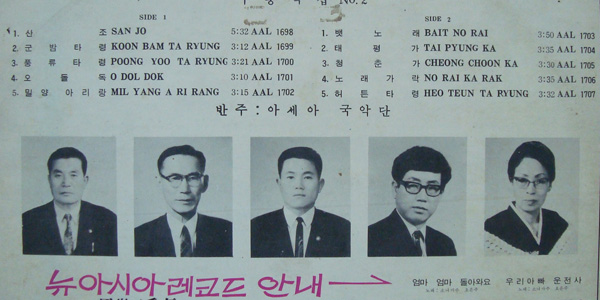 No.2
SIDE 1
1. 산 조 SAN JO 5:32 AAL 1698
2. 군 밤 타 령 KOON BAM TA RYUNG 3:12 AAL 1699
3. 풍 류 타 령 POONG YOO TA RYUNG 3:21 AAL 1700
4. 오 돌 독 O DOL DOK 3:10 AAL 1701
5. 밀 양 아 리 랑 MIL YANG A RI RANG 3:15 AAL 1702
SIDE 2
1. 뱃 노 래 BAIT NO RAI 3:50 AAL 1703
2. 태 평 가 TAI PYUNG KA 3:35 AAL 1704
3. 청 춘 가 CHEONG CHOON KA 3:30 AAL 1705
4. 노 래 가 락 NO RAI KA RAK 3:35 AAL 1706
5. 허 튼 타 령 HEO TEUN TA RYUNG 3:32 AAL 1707
반주 : 아세아 국악단
뉴아시아레코드 안내
엄마 엄마 돌아와요 우리아빠 운전사